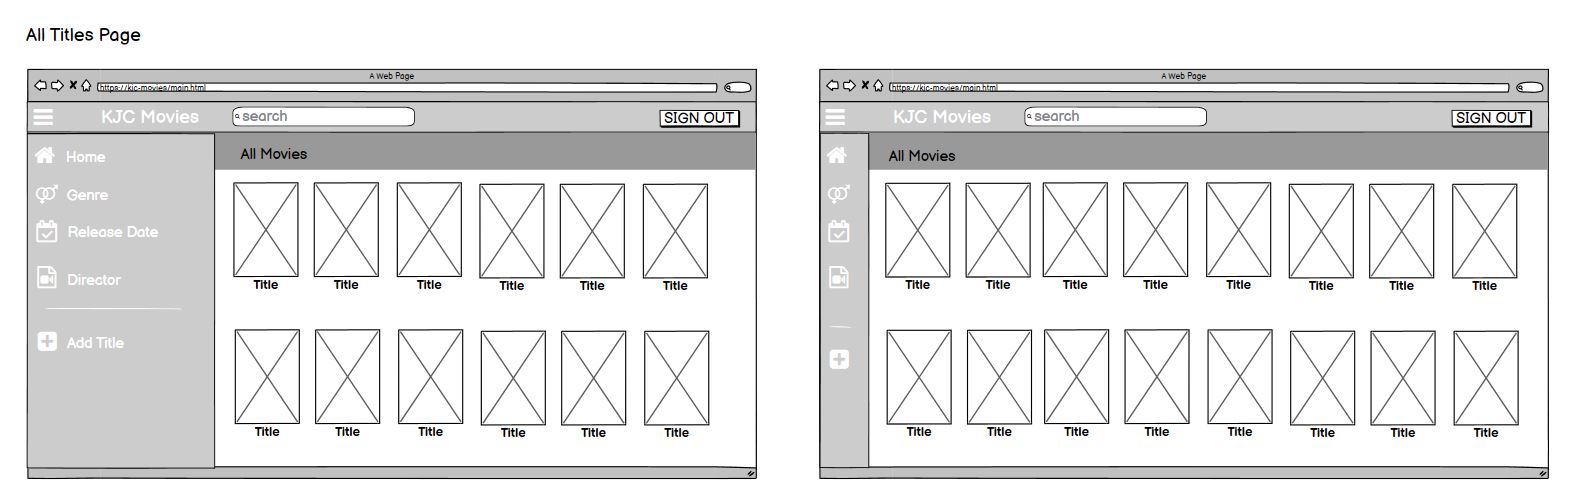 All Titles Page
A Web Page
https://kjc-movies/main.html
KJC Movies
search
SIGN OUT
Home
Genre
Release Date
Director
Add Title
All Movies
Title Title Title Title Title Title
Title Title Title Title Title Title
A Web Page
https://kjc-movies/main.html
KJC Movies
search
SIGN OUT
All Movies
Title Title Title Title Title Title Title Title
Title Title Title Title Title Title Title Title